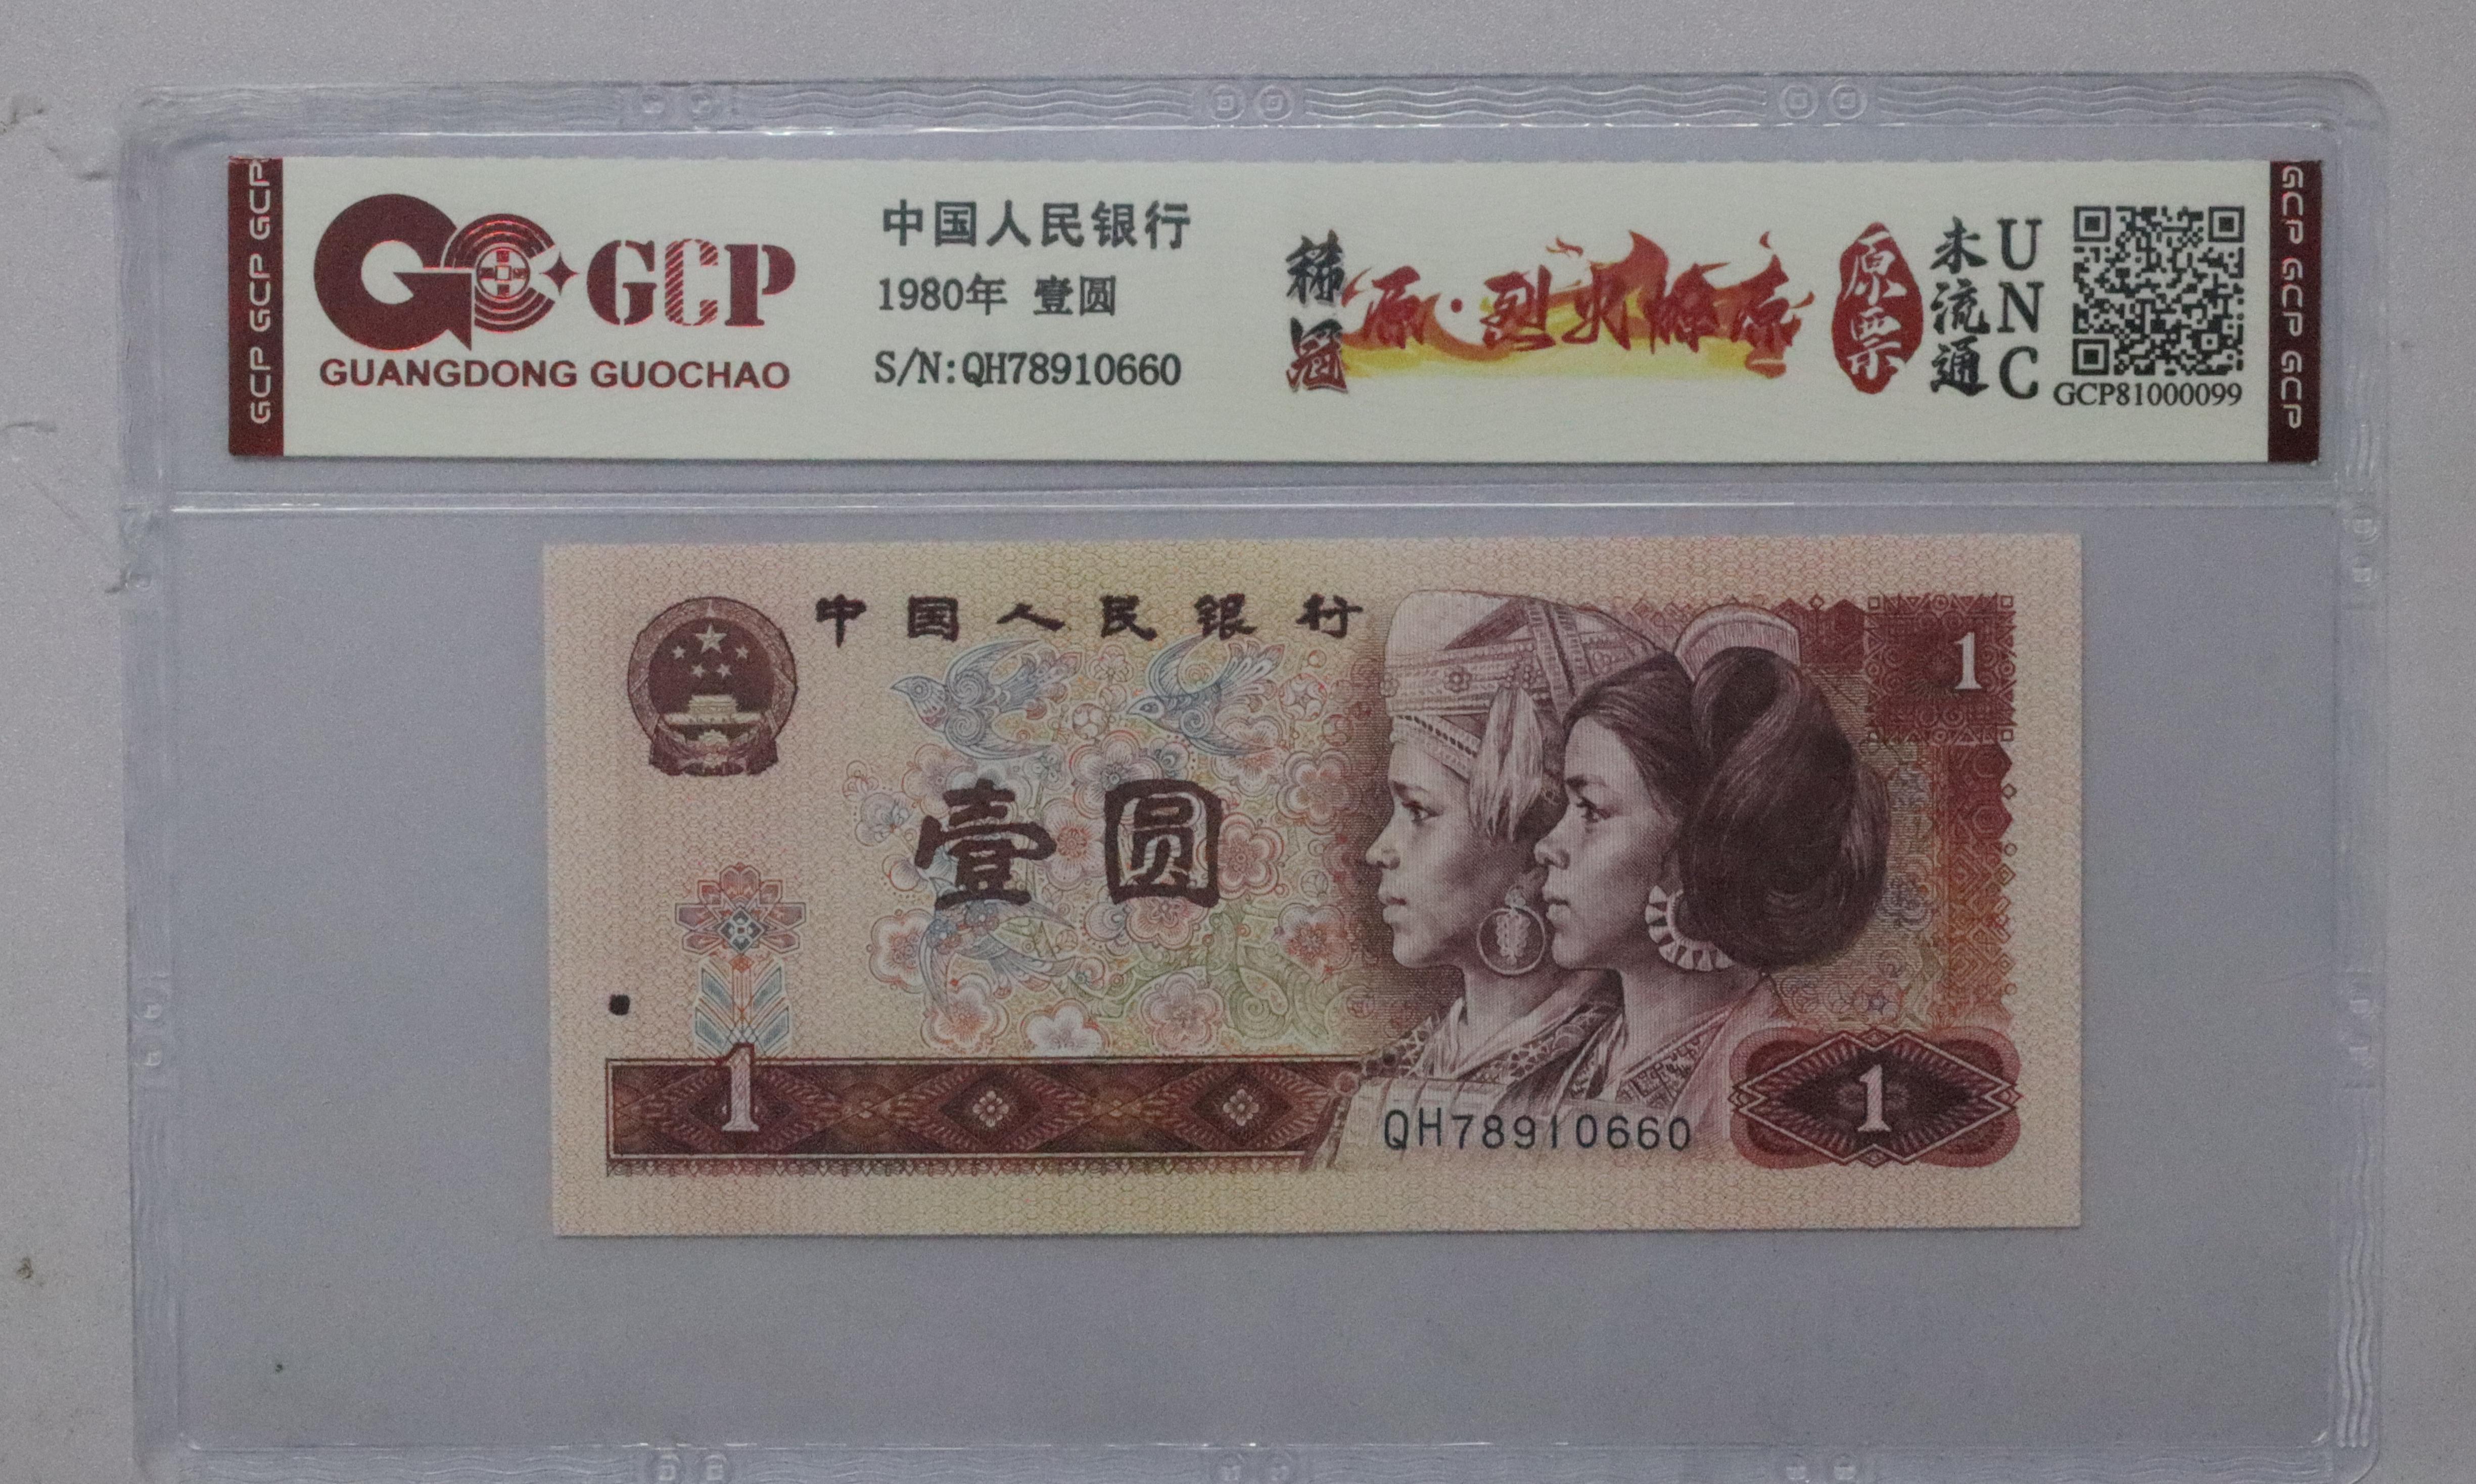 GCP GCP GCP
GCP
GUANGDONG GUOCHAO
中国人民银行
1980年 壹圆
S/N:QH78910660
稀冠
源·烈火燎原
原票
未流通
UNC
GCP81000099
GCP GCP GCP
中国人民银行
1
壹圆
1
QH78910660
1